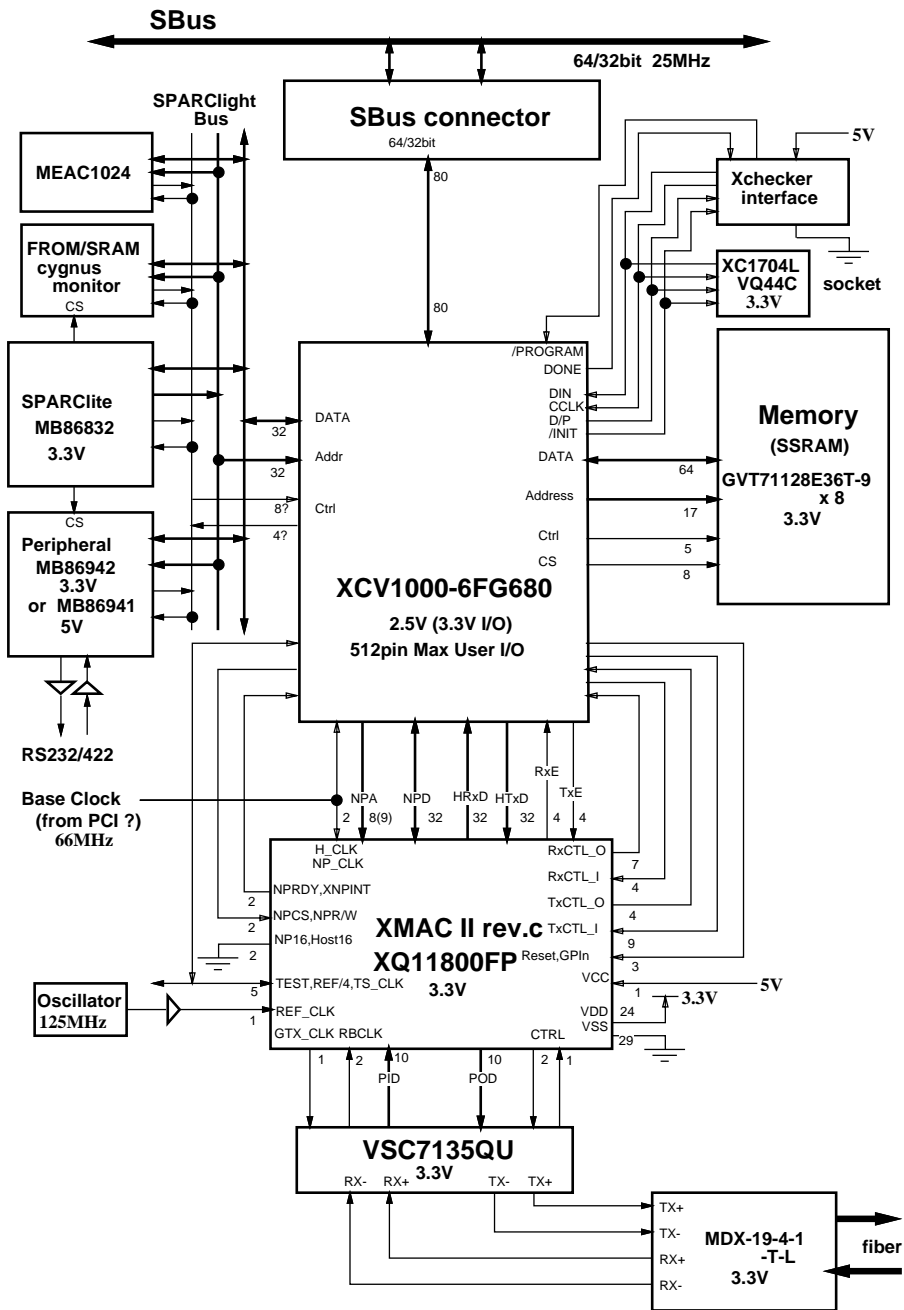 SBus
64/32bit 25MHz
SPARClight
Bus
SBus connector
64/32bit
80
80
5V
Xchecker
interface
socket
XC1704L
VQ44C
3.3V
MEAC1024
FROM/SRAM
cygnus
monitor
CS
SPARClite
MB86832
3.3V
CS
Peripheral
MB86942
3.3V
or MB86941
5V
RS232/422
/PROGRAM
DONE
DIN
CCLK
D/P
/INIT
DATA
Address
Ctrl
CS
DATA
32
Addr
32
Ctrl
8?
4?
XCV1000-6FG680
2.5V (3.3V I/O)
512pin Max User I/O
64
17
5
8
Memory
(SSRAM)
GVT71128E36T-9
x 8
3.3V
Base Clock
(from PCI ?)
66MHz
2
NPA
8(9)
NPD
32
HRxD
32
HTxD
32
RxE
4
TxE
4
H_CLK
NP_CLK
NPRDY,XNPINT
2
NPCS,NPR/W
2
NP16,Host16
2
TEST,REF/4,TS_CLK
5
REF_CLK
1
GTX_CLK RBCLK
CTRL
XMAC II rev.c
XQ11800FP
3.3V
RxCTL_O
7
RxCTL_I
4
TxCTL_O
4
TxCTL_I
9
Reset,GPIn
3
VCC
1
5V
3.3V
VDD
24
VSS
29
Oscillator
125MHz
1
2
10
PID
10
POD
2
1
VSC7135QU
3.3V
RX- RX+
TX- TX+
TX+
TX-
RX+
RX-
MDX-19-4-1
-T-L
3.3V
fiber